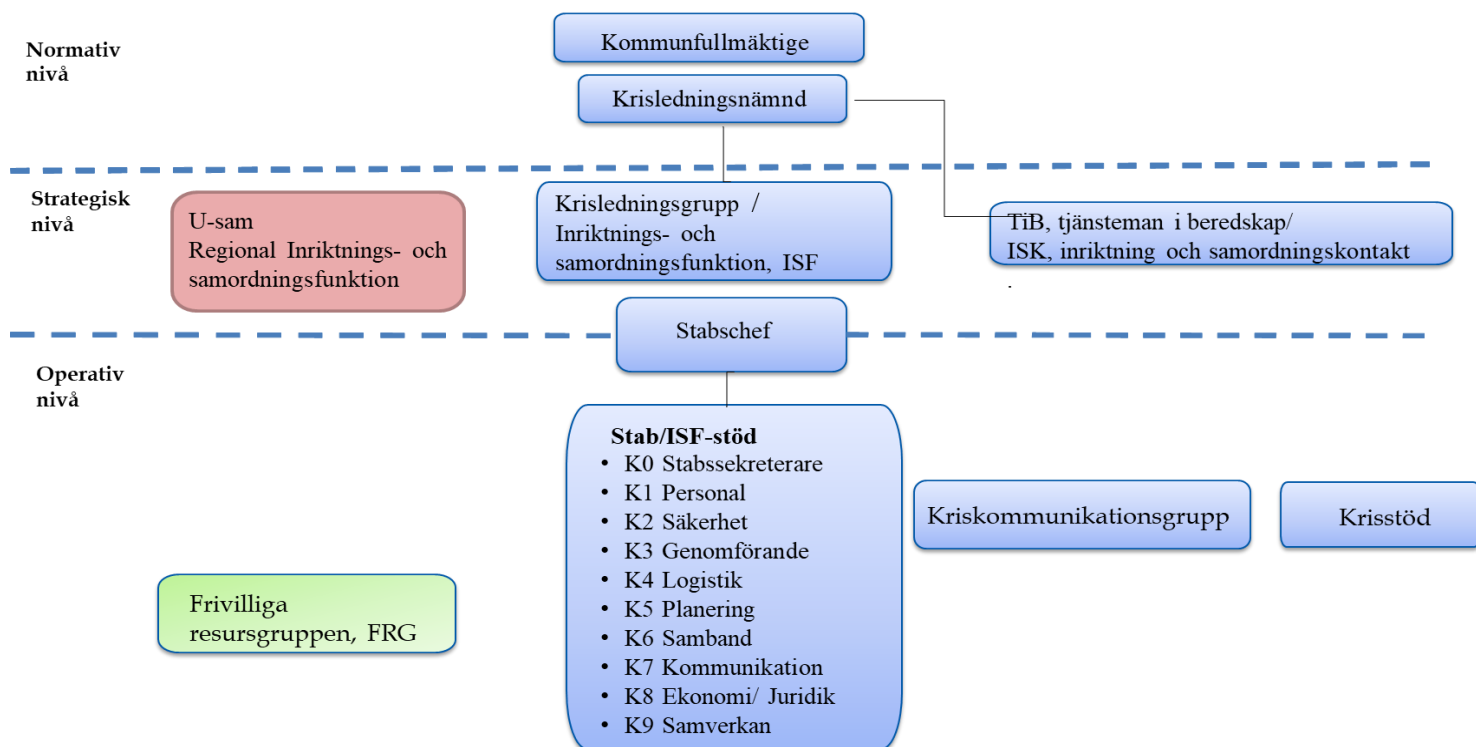 Normativ
nivå
Kommunfullmäktige
Krisledningsnämnd
Strategisk
nivå
U-sam
Regional Inriktnings- och
samordningsfunktion
Krisledningsgrupp /
Inriktnings- och
samordningsfunktion, ISF
TiB, tjänsteman i beredskap/
ISK, inriktning och samordningskontakt
.
Stabschef
Operativ
nivå
Stab/ISF-stöd
• K0 Stabssekreterare
• K1 Personal
• K2 Säkerhet
• K3 Genomförande
• K4 Logistik
• K5 Planering
• K6 Samband
• K7 Kommunikation
• K8 Ekonomi/ Juridik
• K9 Samverkan
Kriskommunikationsgrupp
Krisstöd
Frivilliga
resursgruppen, FRG